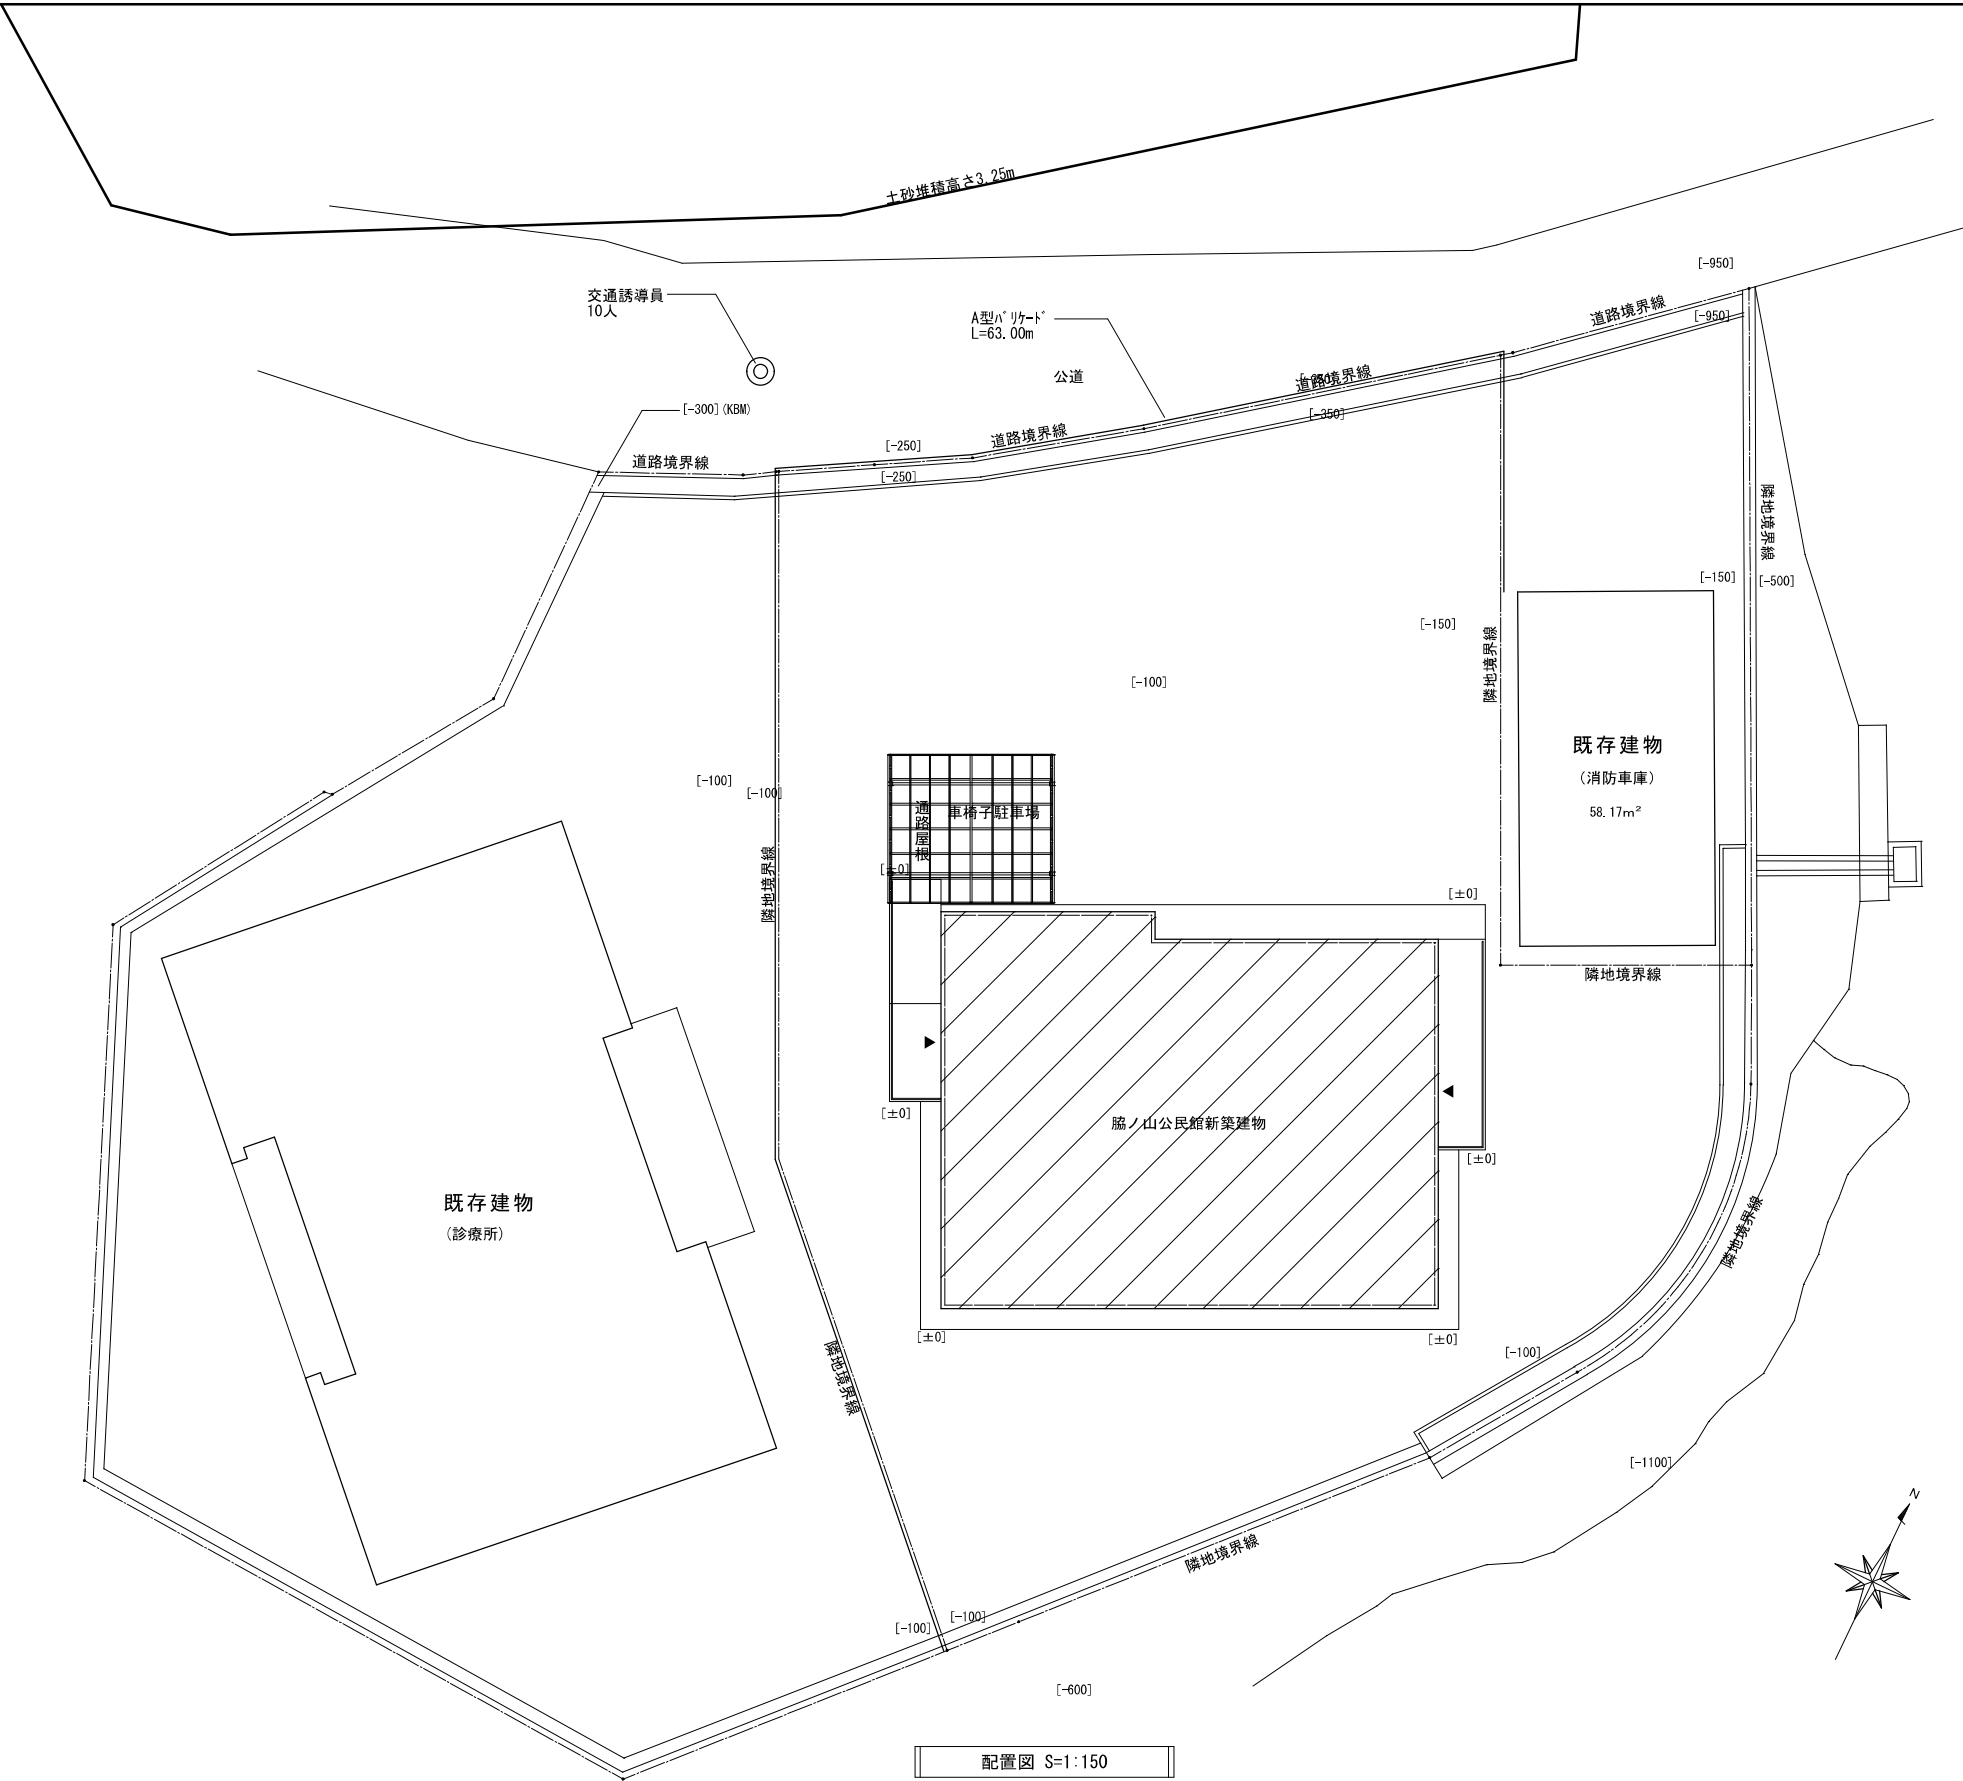 土砂堆積高さ3.25m
[-950]
交通誘導員
10人
A型ﾊﾞﾘｹｰﾄﾞ
L=63.00m
道路境界線
[-950]
公道
道路境界線
[-350]
[-300](KBM)
道路境界線
[-250]
道路境界線
[-250]
隣地境界線
[-150]
[-500]
[-150]
隣地境界線
[-100]
既存建物
(消防車庫)
58.17m²
[-100]
[-100]
通路屋根
車椅子駐車場
[±0]
隣地境界線
[±0]
隣地境界線
[±0]
脇ノ山公民館新築建物
[±0]
既存建物
(診療所)
隣地境界線
[±0]
[±0]
[-100]
隣地境界線
[-1100]
N
隣地境界線
[-100]
[-100]
[-600]
配置図 S=1:150